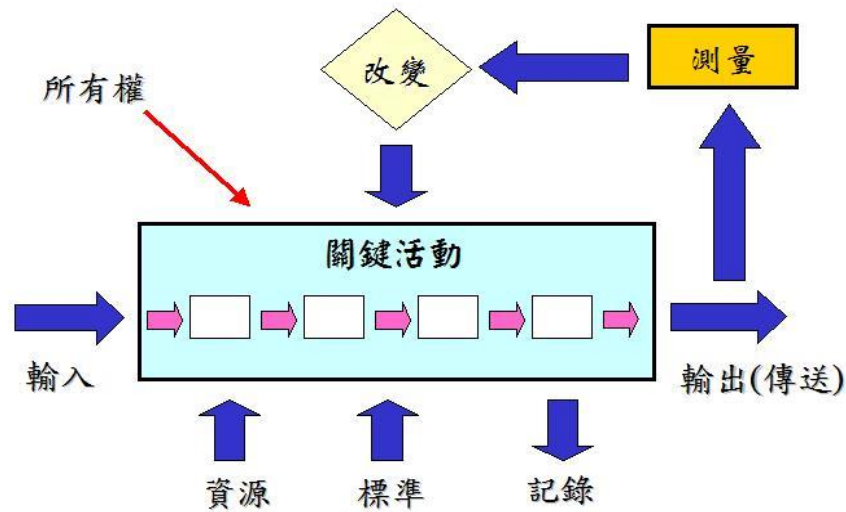 改變
測量
所有權
關鍵活動
輸入
輸出(傳送)
資源
標準
記錄